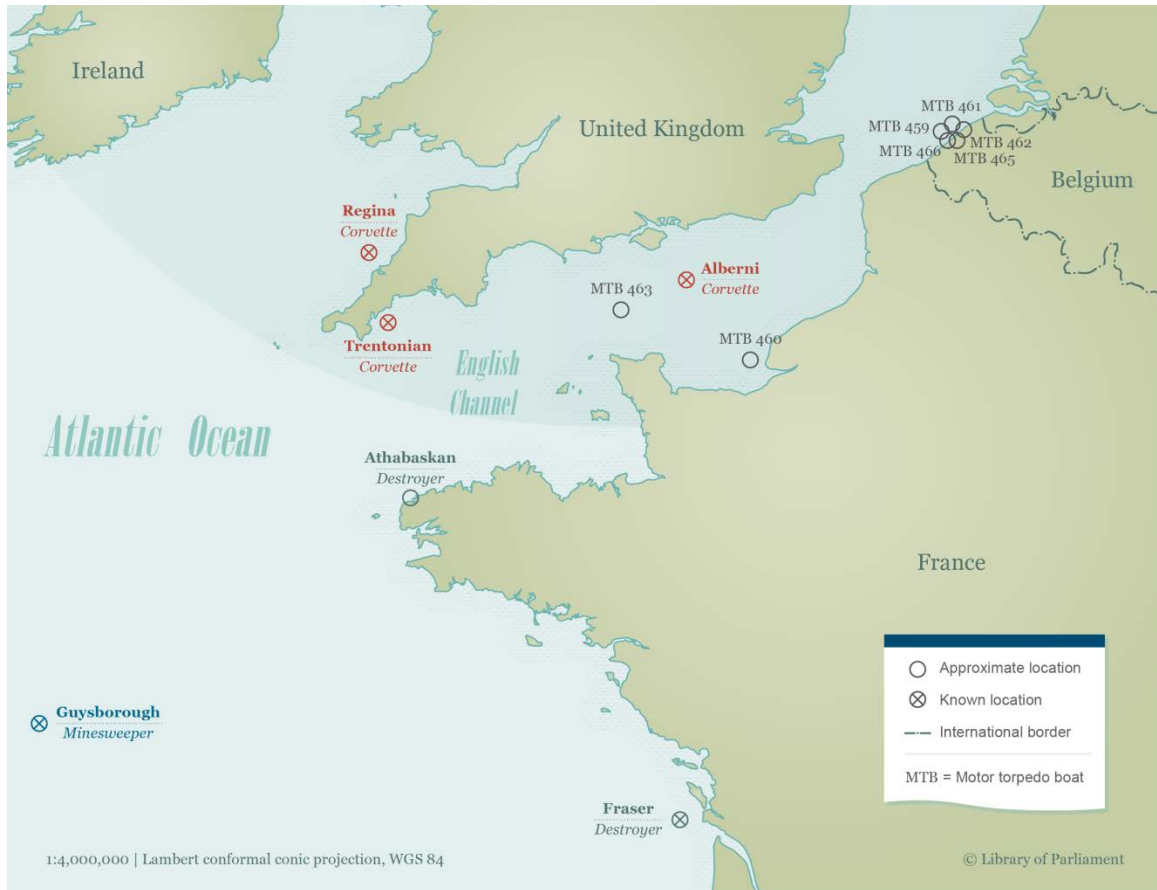 Ireland
United Kingdom
MTB 461
MTB 459
MTB 462
MTB 466
MTB 465
Belgium
Regina
Corvette
Alberni
Corvette
MTB 463
Trentonian
Corvette
MTB 460
English
Channel
Atlantic Ocean
Athabaskan
Destroyer
France
Approximate location
Known location
International border
MTB = Motor torpedo boat
Guysborough
Minesweeper
Fraser
Destroyer
1:4,000,000 | Lambert conformal conic projection, WGS 84
© Library of Parliament